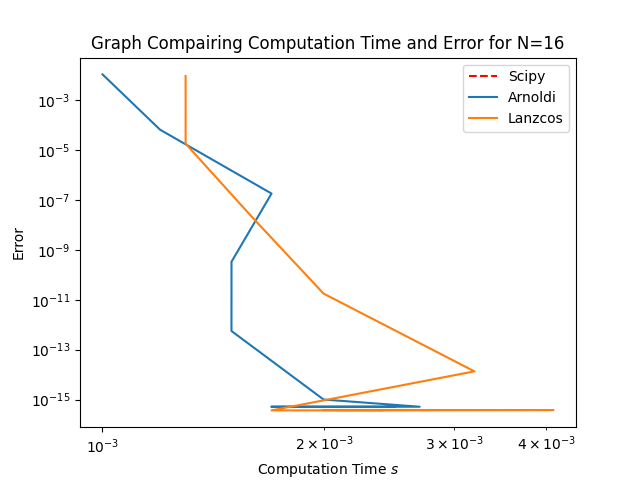 Graph Compairing Computation Time and Error for N=16
Scipy
Arnoldi
Lanzcos
Error
10⁻³
10⁻⁵
10⁻⁷
10⁻⁹
10⁻¹¹
10⁻¹³
10⁻¹⁵
10⁻³
2 × 10⁻³
3 × 10⁻³
4 × 10⁻³
Computation Time s